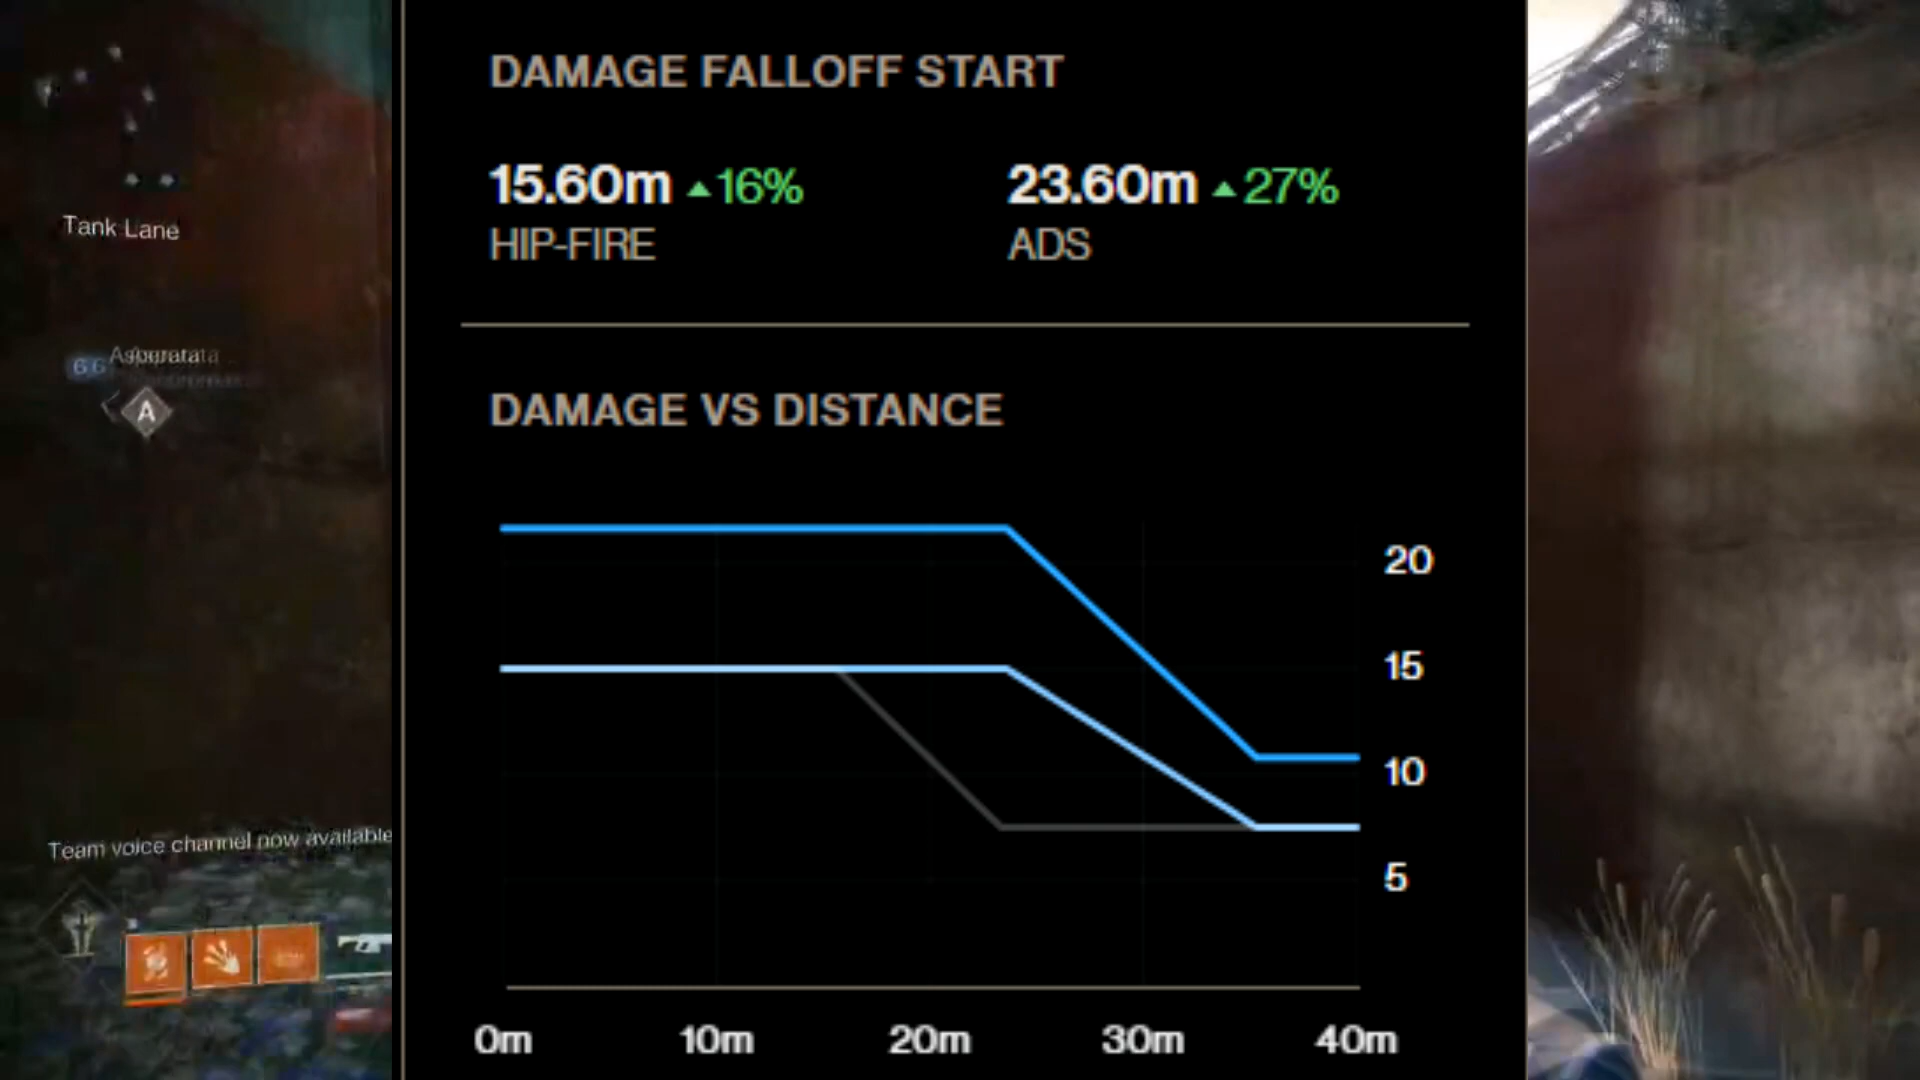 DAMAGE FALLOFF START
15.60m ▲16%
HIP-FIRE
23.60m ▲27%
ADS
DAMAGE VS DISTANCE
20
15
10
5
0m 10m 20m 30m 40m
Tank Lane
A
Team voice channel now available